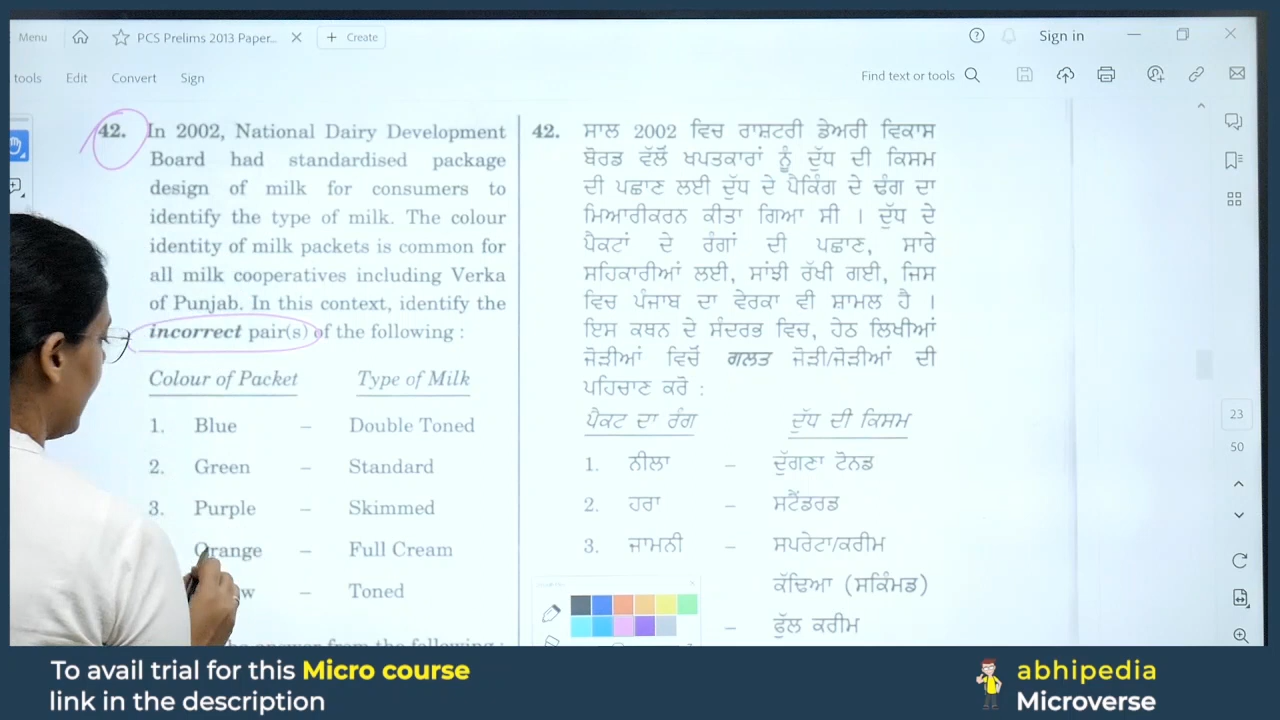 Menu
PCS Prelims 2013 Paper...
Create
Sign in
tools
Edit
Convert
Sign
Find text or tools
42. In 2002, National Dairy Development
Board had standardised package
design of milk for consumers to
identify the type of milk. The colour
identity of milk packets is common for
all milk cooperatives including Verka
of Punjab. In this context, identify the
incorrect pair(s) of the following :
Colour of Packet Type of Milk
1. Blue – Double Toned
2. Green – Standard
3. Purple – Skimmed
Orange – Full Cream
w – Toned
answer from the following :
42. ਸਾਲ 2002 ਵਿਚ ਰਾਸ਼ਟਰੀ ਡੇਅਰੀ ਵਿਕਾਸ
ਬੋਰਡ ਵੱਲੋਂ ਖਪਤਕਾਰਾਂ ਨੂੰ ਦੁੱਧ ਦੀ ਕਿਸਮ
ਦੀ ਪਛਾਣ ਲਈ ਦੁੱਧ ਦੇ ਪੈਕਿੰਗ ਦੇ ਢੰਗ ਦਾ
ਮਿਆਰੀਕਰਨ ਕੀਤਾ ਗਿਆ ਸੀ । ਦੁੱਧ ਦੇ
ਪੈਕਟਾਂ ਦੇ ਰੰਗਾਂ ਦੀ ਪਛਾਣ, ਸਾਰੇ
ਸਹਿਕਾਰੀਆਂ ਲਈ, ਸਾਂਝੀ ਰੱਖੀ ਗਈ, ਜਿਸ
ਵਿਚ ਪੰਜਾਬ ਦਾ ਵੇਰਕਾ ਵੀ ਸ਼ਾਮਲ ਹੈ ।
ਇਸ ਕਥਨ ਦੇ ਸੰਦਰਭ ਵਿਚ, ਹੇਠ ਲਿਖੀਆਂ
ਜੋੜੀਆਂ ਵਿਚੋਂ ਗਲਤ ਜੋੜੀ/ਜੋੜੀਆਂ ਦੀ
ਪਹਿਚਾਣ ਕਰੋ :
ਪੈਕਟ ਦਾ ਰੰਗ ਦੁੱਧ ਦੀ ਕਿਸਮ
1. ਨੀਲਾ – ਦੁੱਗਣਾ ਟੋਨਡ
2. ਹਰਾ – ਸਟੈਂਡਰਡ
3. ਜਾਮਨੀ – ਸਪਰੇਟਾ/ਕਰੀਮ
ਕੱਢਿਆ (ਸਕਿੰਮਡ)
– ਫੁੱਲ ਕਰੀਮ
23
50
To avail trial for this Micro course
link in the description
abhipedia
Microverse